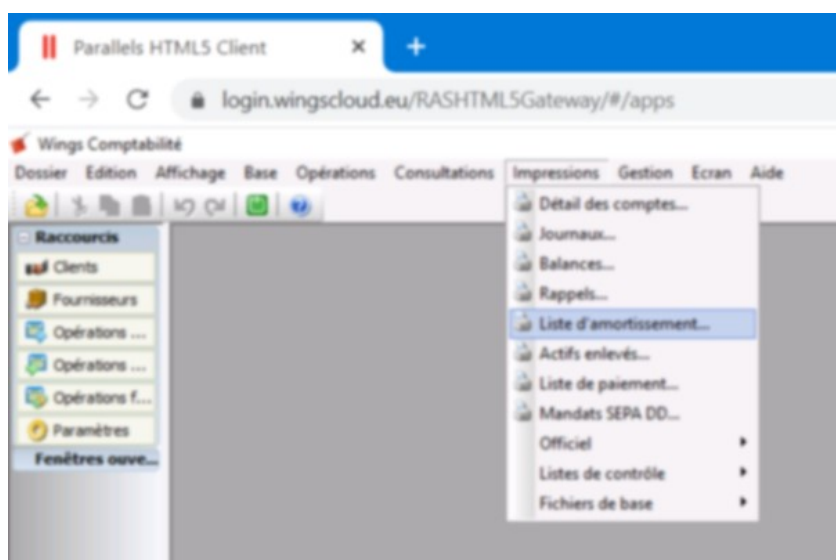 Parallels HTML5 Client
login.wingscloud.eu/RASHTML5Gateway/#/apps
Wings Comptabilité
Dossier Edition Affichage Base Opérations Consultations Impressions Gestion Ecran Aide
Raccourcis
Clients
Fournisseurs
Opérations ...
Opérations ...
Opérations f...
Paramètres
Fenêtres ouve...
Détail des comptes...
Journaux...
Balances...
Rappels...
Liste d'amortissement...
Actifs enlevés...
Liste de paiement...
Mandats SEPA DD...
Officiel
Listes de contrôle
Fichiers de base